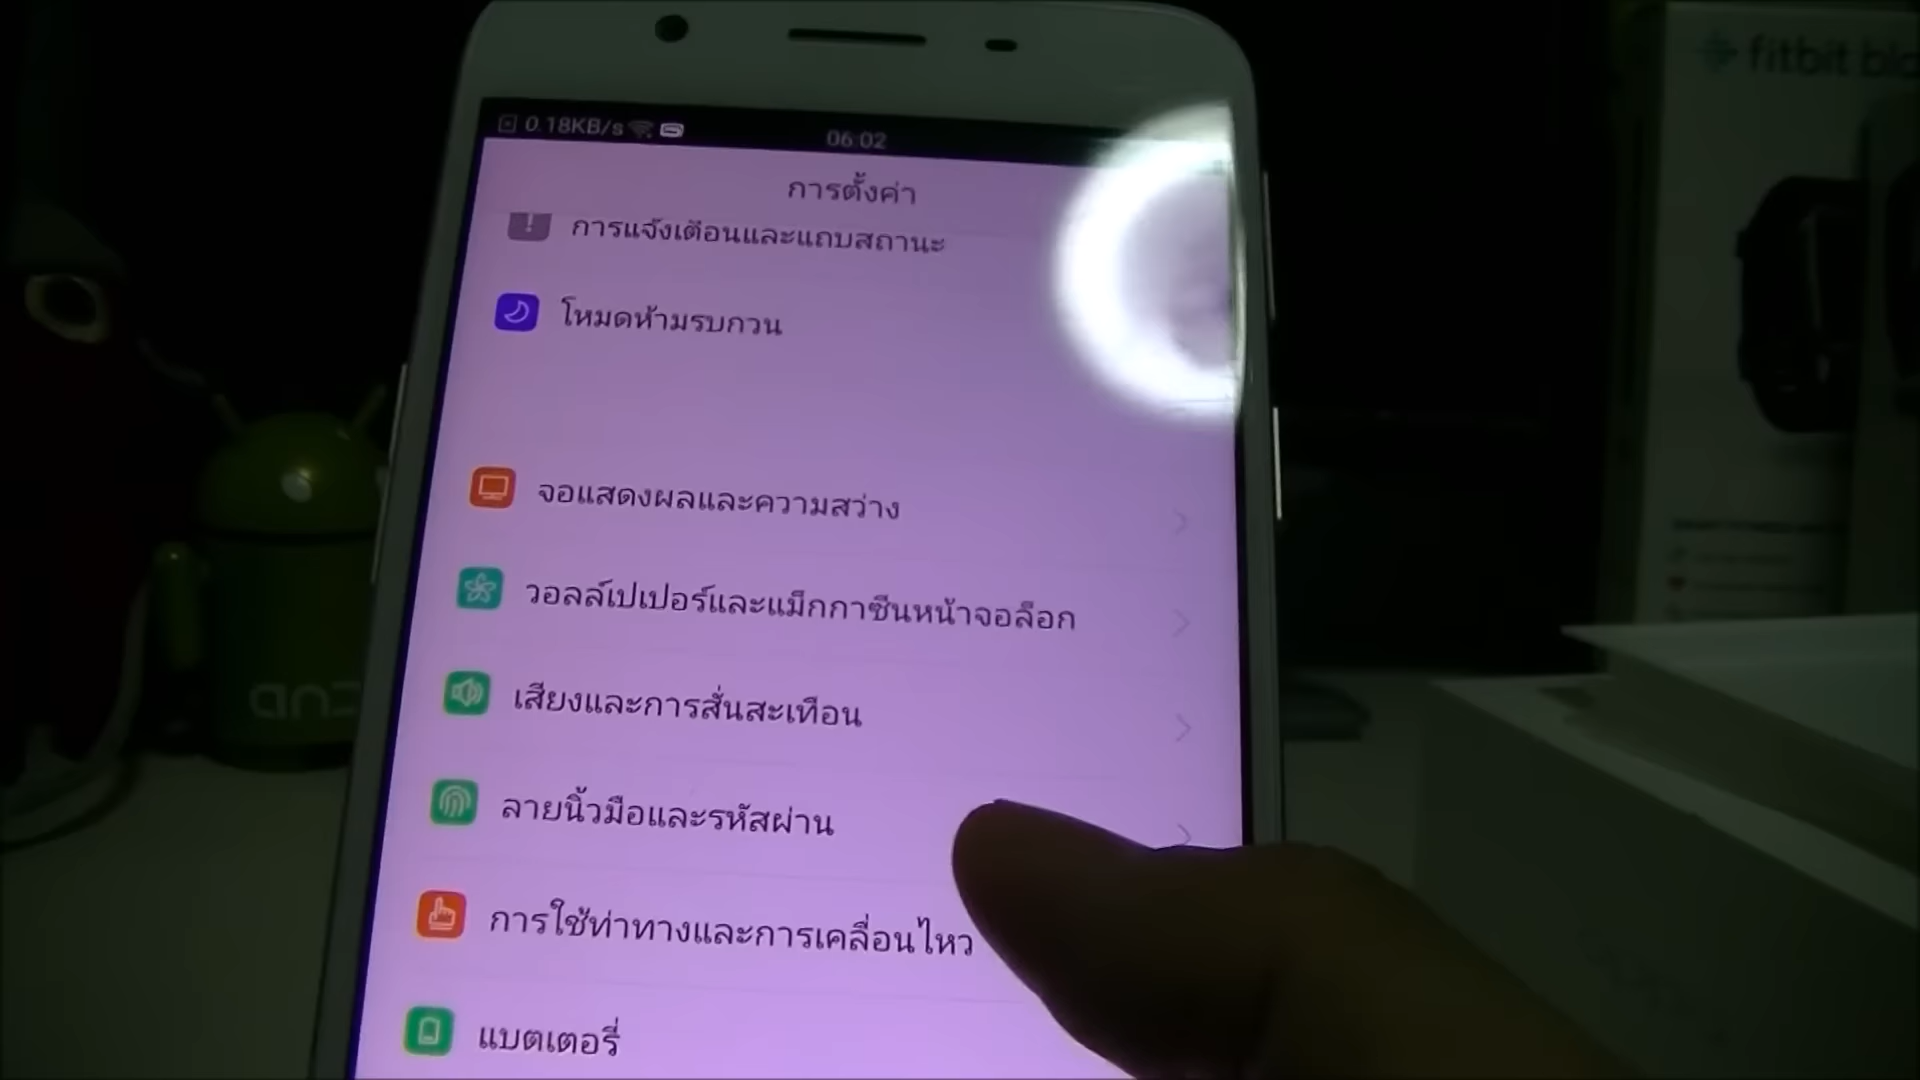 fitbit
0.18KB/s
06:02
การตั้งค่า
การแจ้งเตือนและแถบสถานะ
โหมดห้ามรบกวน
จอแสดงผลและความสว่าง
วอลล์เปเปอร์และแม็กกาซีนหน้าจอล็อก
เสียงและการสั่นสะเทือน
ลายนิ้วมือและรหัสผ่าน
การใช้ท่าทางและการเคลื่อนไหว
แบตเตอรี่